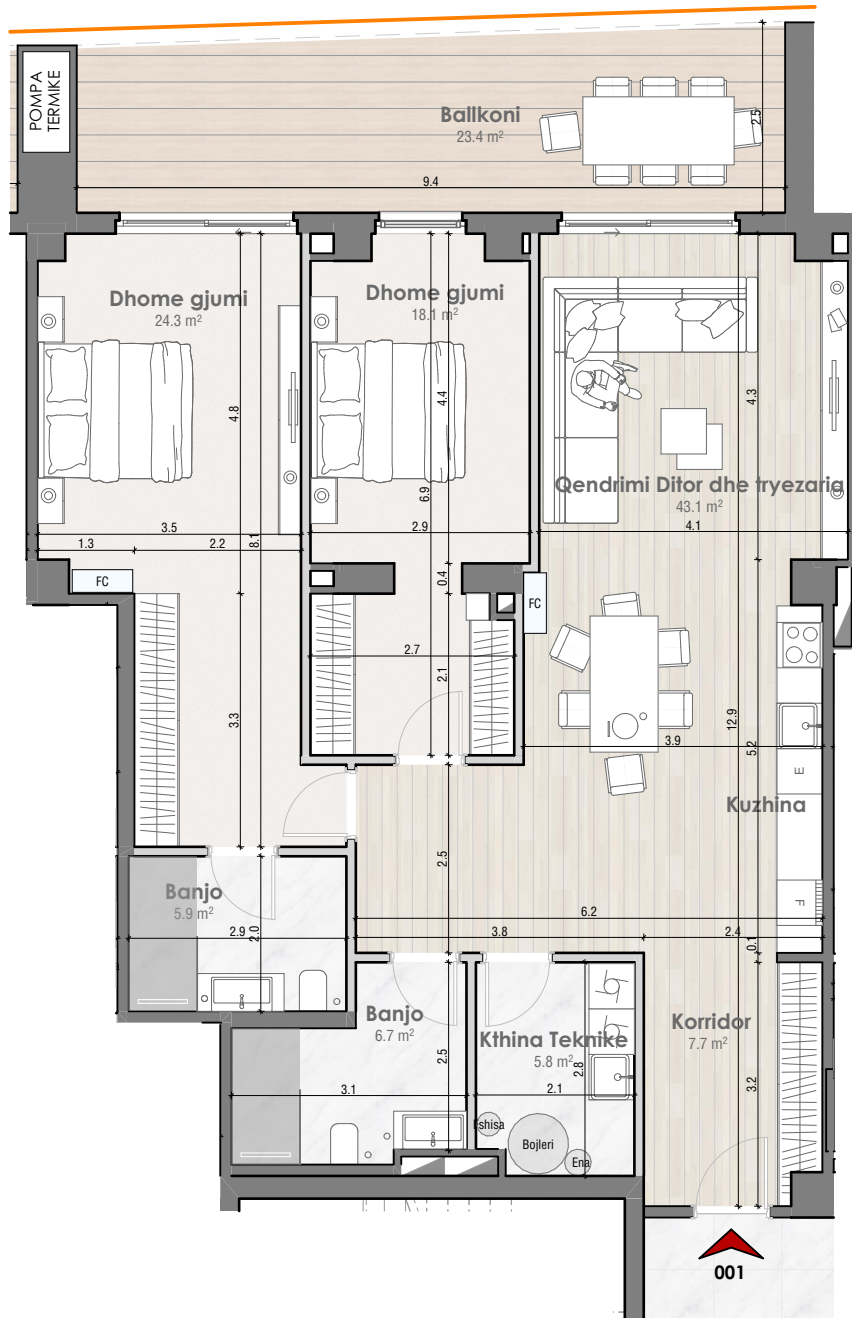 POMPA
TERMIKE
Ballkoni
23.4 m²
2.5
9.4
Dhome gjumi
24.3 m²
Dhome gjumi
18.1 m²
4.8
4.4
4.3
6.9
8.1
Qendrimi Ditor dhe tryezaria
43.1 m²
3.5
2.9
4.1
1.3
2.2
FC
0.4
FC
2.7
2.1
3.3
12.9
5.2
3.9
E
Kuzhina
2.5
F
Banjo
5.9 m²
2.9
2.0
6.2
3.8
2.4
0.1
Banjo
6.7 m²
Kthina Teknike
5.8 m²
Korridor
7.7 m²
2.5
2.8
3.2
3.1
2.1
Fshisa
Bojleri
Ena
001